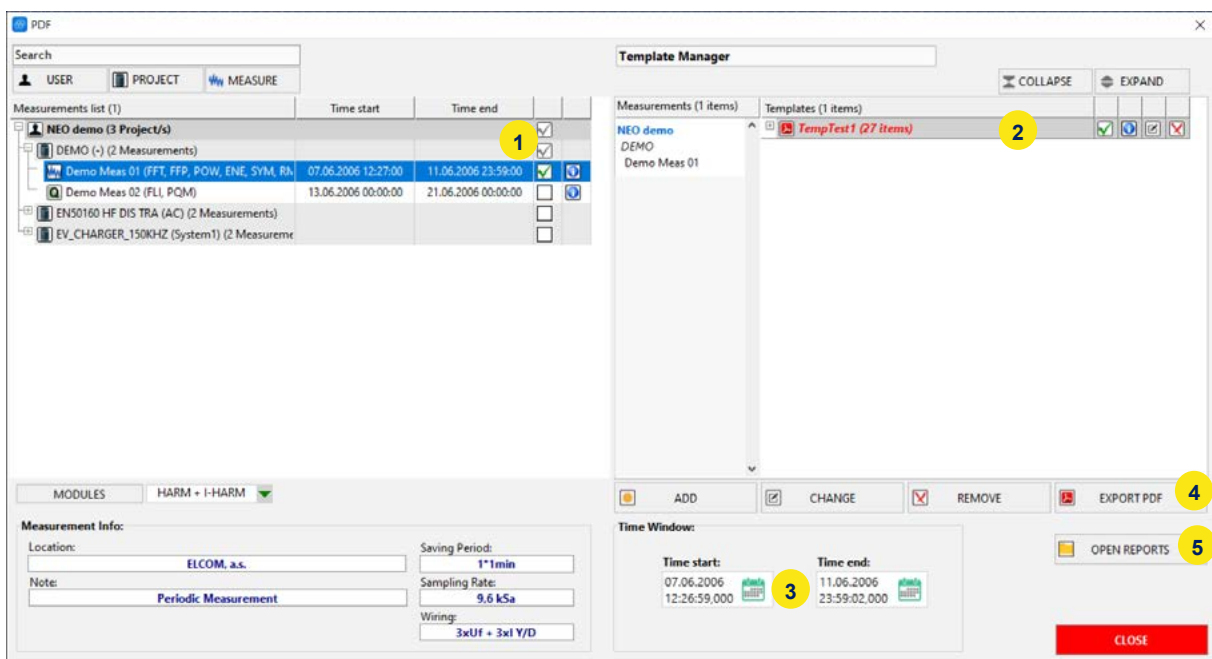 PDF
Search
Template Manager
USER PROJECT MEASURE
COLLAPSE EXPAND
Measurements list (1) Time start Time end
Measurements (1 items) Templates (1 items)
NEO demo (3 Project/s) 1
NEO demo TempTest1 (27 items) 2
DEMO (-) (2 Measurements)
DEMO
Demo Meas 01 (FFT, FFP, POW, ENE, SYM, RM 07.06.2006 12:27:00 11.06.2006 23:59:00
Demo Meas 01
Demo Meas 02 (FLI, PQM) 13.06.2006 00:00:00 21.06.2006 00:00:00
EN50160 HF DIS TRA (AC) (2 Measurements)
EV_CHARGER_150KHZ (System1) (2 Measureme
MODULES HARM + I-HARM
ADD CHANGE REMOVE EXPORT PDF 4
Measurement Info:
Location: Saving Period:
ELCOM, a.s. 1*1min
Note: Sampling Rate:
Periodic Measurement 9.6 kSa
Wiring:
3xUf + 3xI Y/D
Time Window:
OPEN REPORTS 5
Time start: Time end:
07.06.2006 11.06.2006
12:26:59,000 3 23:59:02,000
CLOSE